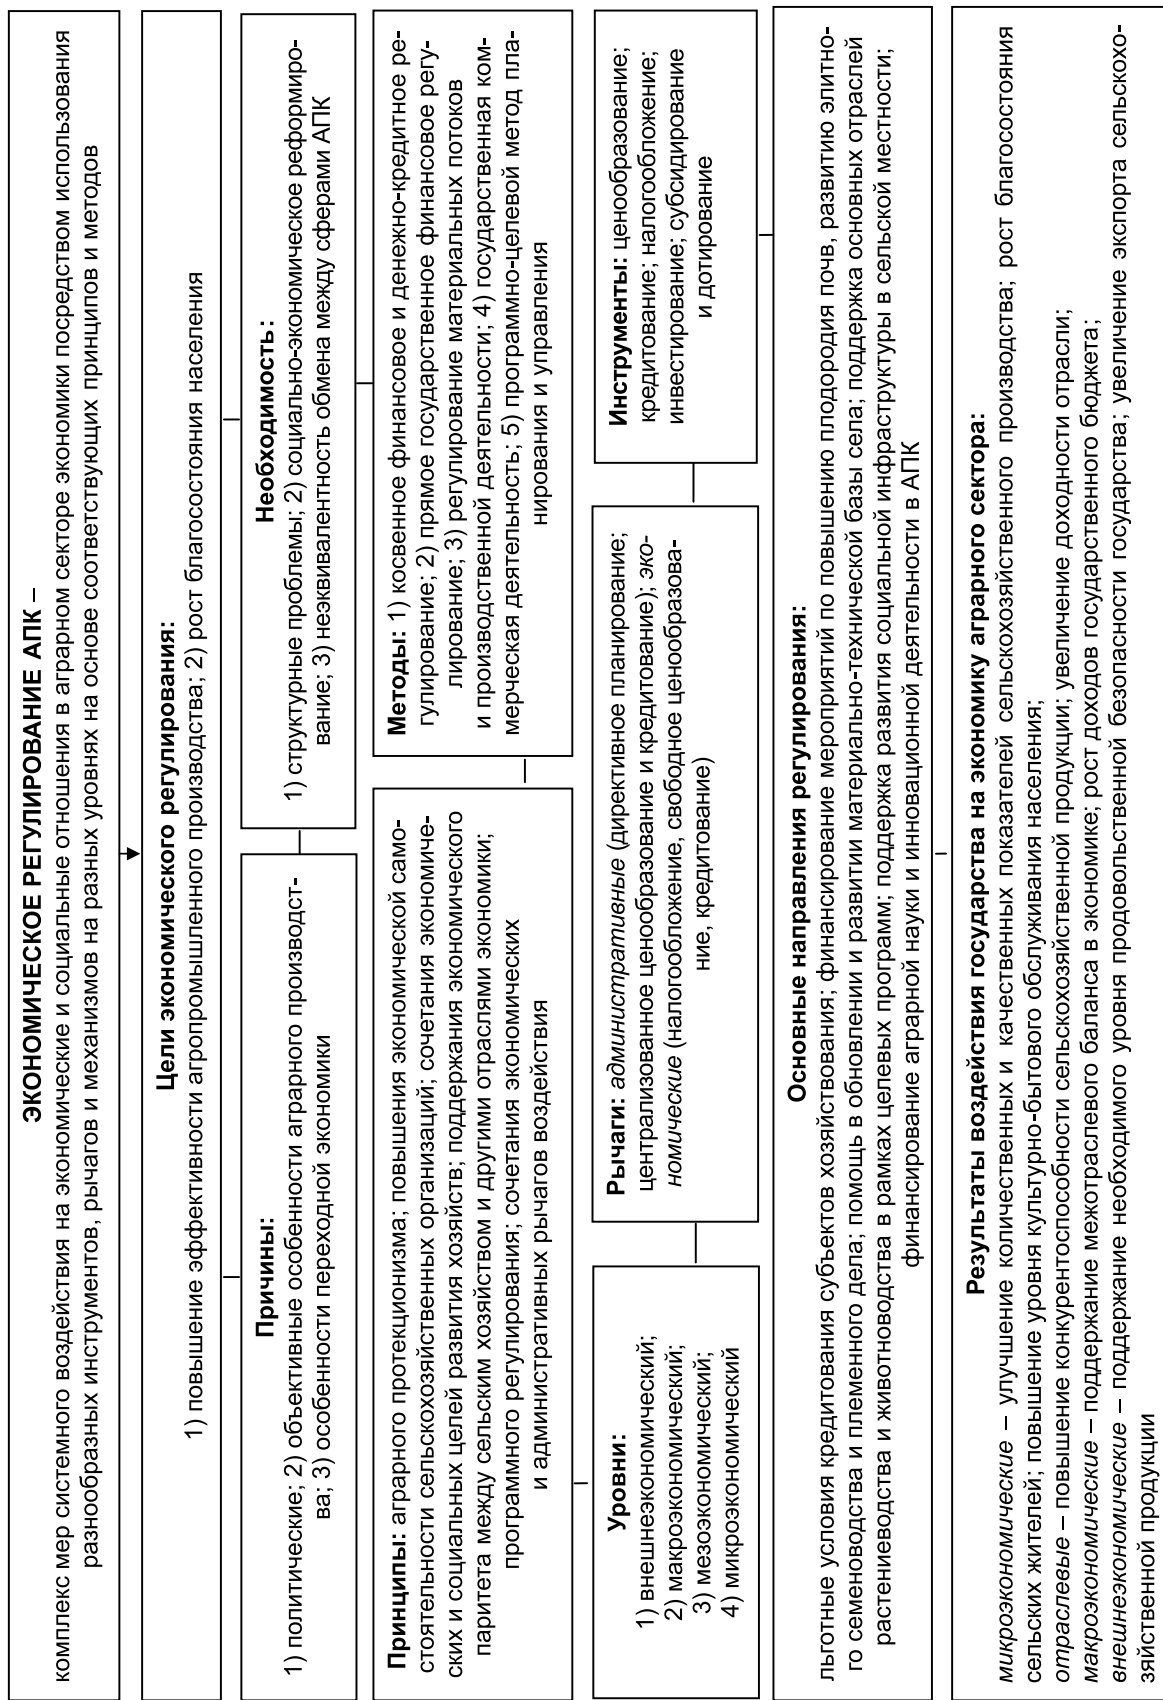 ЭКОНОМИЧЕСКОЕ РЕГУЛИРОВАНИЕ АПК –
комплекс мер системного воздействия на экономические и социальные отношения в аграрном секторе экономики посредством использования
разнообразных инструментов, рычагов и механизмов на разных уровнях на основе соответствующих принципов и методов
Цели экономического регулирования:
1) повышение эффективности агропромышленного производства; 2) рост благосостояния населения
Причины:
1) политические; 2) объективные особенности аграрного производст-
ва; 3) особенности переходной экономики
Необходимость:
1) структурные проблемы; 2) социально-экономическое реформиро-
вание; 3) неэквивалентность обмена между сферами АПК
Принципы: аграрного протекционизма; повышения экономической само-
стоятельности сельскохозяйственных организаций; сочетания экономиче-
ских и социальных целей развития хозяйств; поддержания экономического
паритета между сельским хозяйством и другими отраслями экономики;
программного регулирования; сочетания экономических
и административных рычагов воздействия
Методы: 1) косвенное финансовое и денежно-кредитное ре-
гулирование; 2) прямое государственное финансовое регу-
лирование; 3) регулирование материальных потоков
и производственной деятельности; 4) государственная ком-
мерческая деятельность; 5) программно-целевой метод пла-
нирования и управления
Уровни:
1) внешнеэкономический;
2) макроэкономический;
3) мезоэкономический;
4) микроэкономический
Рычаги: административные (директивное планирование;
централизованное ценообразование и кредитование); эко-
номические (налогообложение, свободное ценообразова-
ние, кредитование)
Инструменты: ценообразование;
кредитование; налогообложение;
инвестирование; субсидирование
и дотирование
Основные направления регулирования:
льготные условия кредитования субъектов хозяйствования; финансирование мероприятий по повышению плодородия почв, развитию элитно-
го семеноводства и племенного дела; помощь в обновлении и развитии материально-технической базы села; поддержка основных отраслей
растениеводства и животноводства в рамках целевых программ; поддержка развития социальной инфраструктуры в сельской местности;
финансирование аграрной науки и инновационной деятельности в АПК
Результаты воздействия государства на экономику аграрного сектора:
микроэкономические – улучшение количественных и качественных показателей сельскохозяйственного производства; рост благосостояния
сельских жителей; повышение уровня культурно-бытового обслуживания населения;
отраслевые – повышение конкурентоспособности сельскохозяйственной продукции; увеличение доходности отрасли;
макроэкономические – поддержание межотраслевого баланса в экономике; рост доходов государственного бюджета;
внешнеэкономические – поддержание необходимого уровня продовольственной безопасности государства; увеличение экспорта сельскохо-
зяйственной продукции